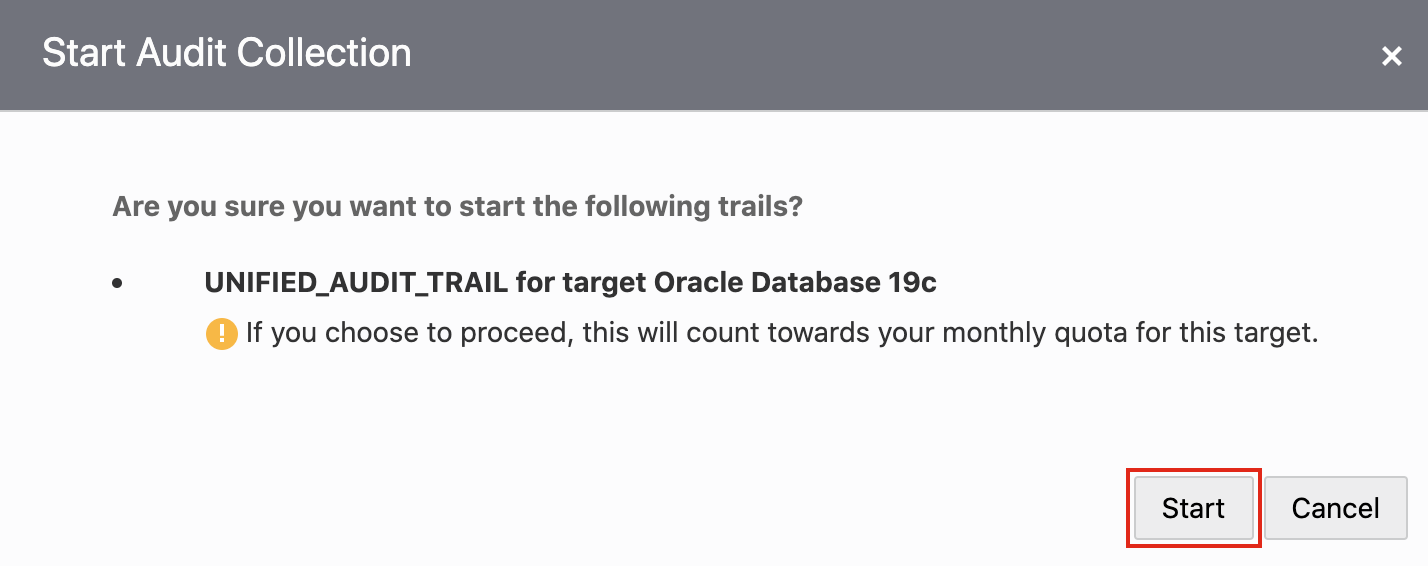 Start Audit Collection
Are you sure you want to start the following trails?
UNIFIED_AUDIT_TRAIL for target Oracle Database 19c
If you choose to proceed, this will count towards your monthly quota for this target.
Start Cancel